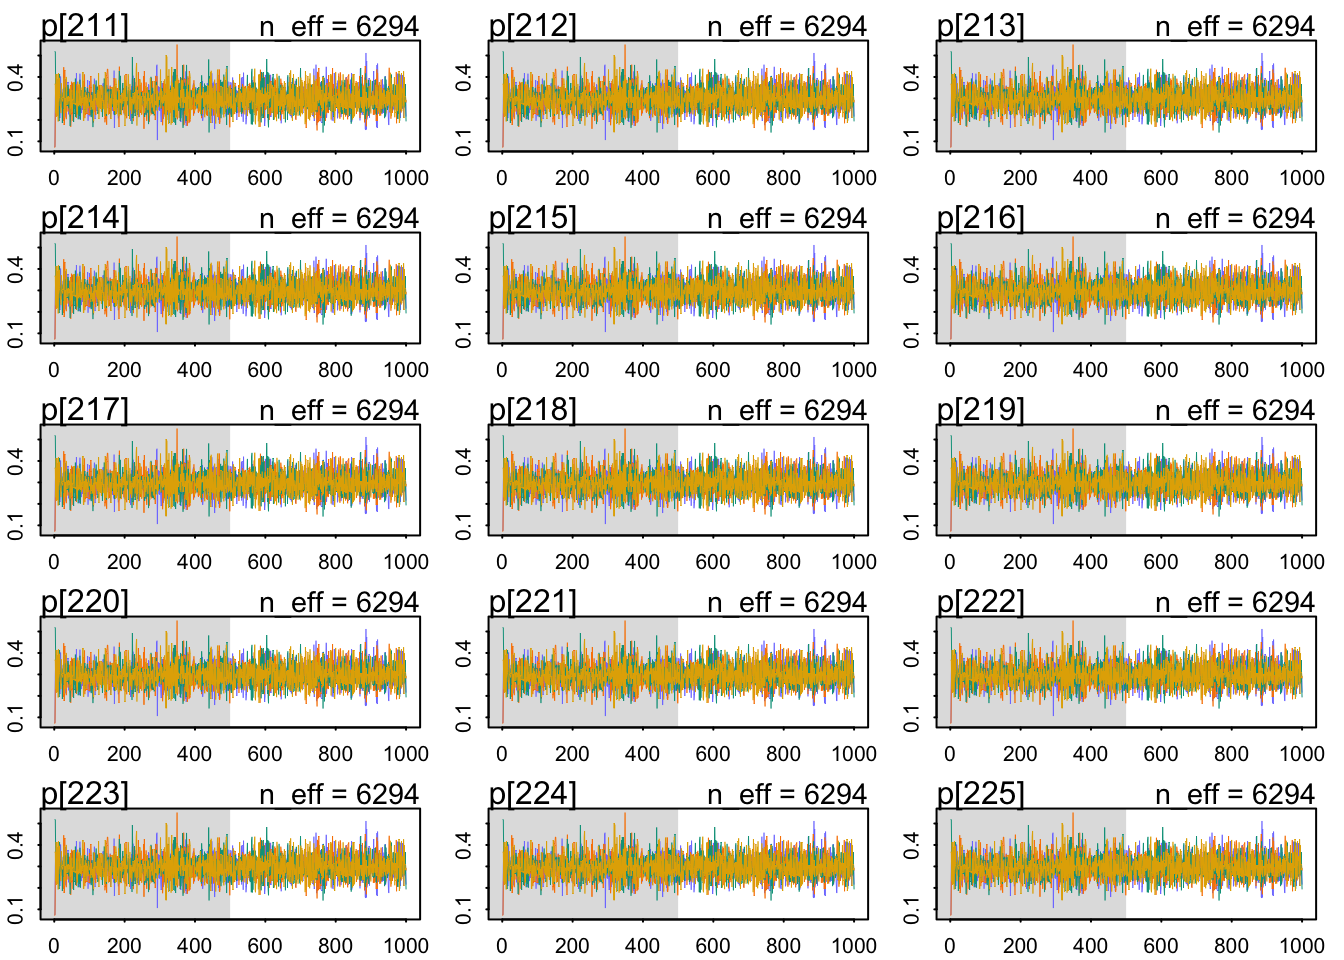 p[211] n_eff = 6294 p[212] n_eff = 6294 p[213] n_eff = 6294
0.1 0.4 0.1 0.4 0.1 0.4
0 200 400 600 800 1000 0 200 400 600 800 1000 0 200 400 600 800 1000
p[214] n_eff = 6294 p[215] n_eff = 6294 p[216] n_eff = 6294
0.1 0.4 0.1 0.4 0.1 0.4
0 200 400 600 800 1000 0 200 400 600 800 1000 0 200 400 600 800 1000
p[217] n_eff = 6294 p[218] n_eff = 6294 p[219] n_eff = 6294
0.1 0.4 0.1 0.4 0.1 0.4
0 200 400 600 800 1000 0 200 400 600 800 1000 0 200 400 600 800 1000
p[220] n_eff = 6294 p[221] n_eff = 6294 p[222] n_eff = 6294
0.1 0.4 0.1 0.4 0.1 0.4
0 200 400 600 800 1000 0 200 400 600 800 1000 0 200 400 600 800 1000
p[223] n_eff = 6294 p[224] n_eff = 6294 p[225] n_eff = 6294
0.1 0.4 0.1 0.4 0.1 0.4
0 200 400 600 800 1000 0 200 400 600 800 1000 0 200 400 600 800 1000